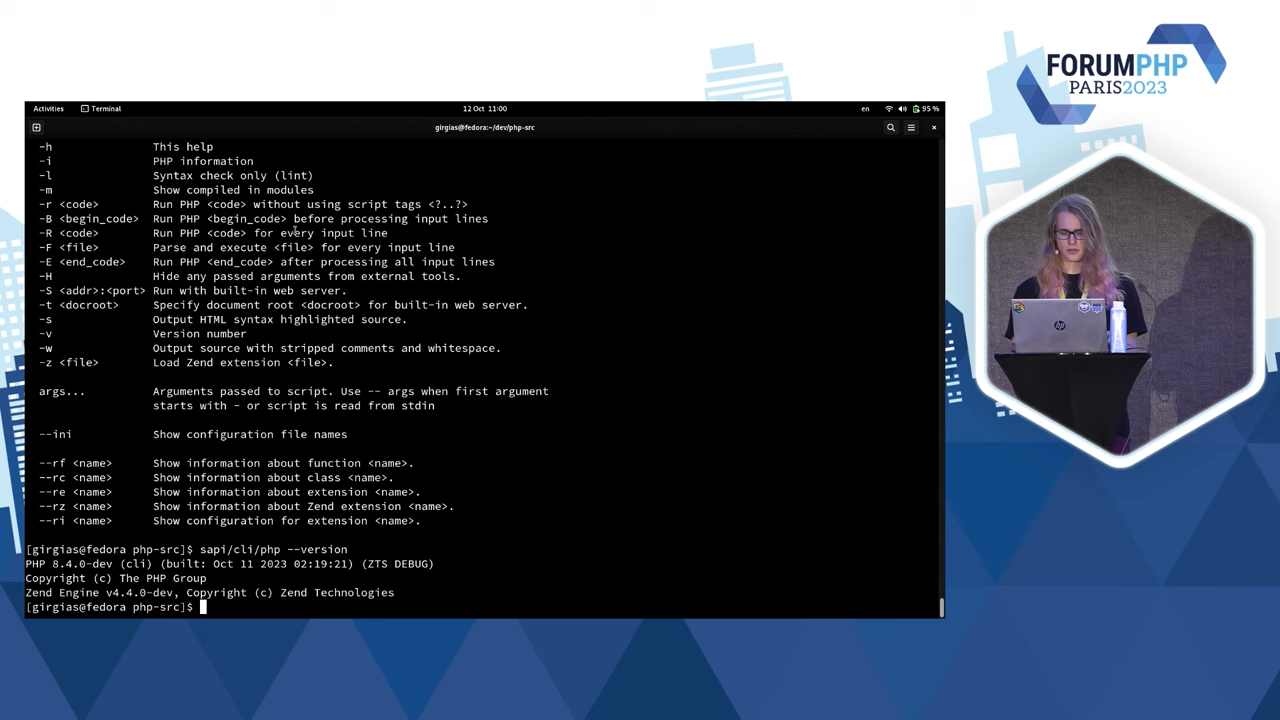 FORUMPHP
PARIS2023
Activities
Terminal
12 Oct 11:00
en
95 %
girgias@fedora:~/dev/php-src
-h This help
-i PHP information
-l Syntax check only (lint)
-m Show compiled in modules
-r <code> Run PHP <code> without using script tags <?..?>
-B <begin_code> Run PHP <begin_code> before processing input lines
-R <code> Run PHP <code> for every input line
-F <file> Parse and execute <file> for every input line
-E <end_code> Run PHP <end_code> after processing all input lines
-H Hide any passed arguments from external tools.
-S <addr>:<port> Run with built-in web server.
-t <docroot> Specify document root <docroot> for built-in web server.
-s Output HTML syntax highlighted source.
-v Version number
-w Output source with stripped comments and whitespace.
-z <file> Load Zend extension <file>.
args... Arguments passed to script. Use -- args when first argument
starts with - or script is read from stdin
--ini Show configuration file names
--rf <name> Show information about function <name>.
--rc <name> Show information about class <name>.
--re <name> Show information about extension <name>.
--rz <name> Show information about Zend extension <name>.
--ri <name> Show configuration for extension <name>.
[girgias@fedora php-src]$ sapi/cli/php --version
PHP 8.4.0-dev (cli) (built: Oct 11 2023 02:19:21) (ZTS DEBUG)
Copyright (c) The PHP Group
Zend Engine v4.4.0-dev, Copyright (c) Zend Technologies
[girgias@fedora php-src]$
hp